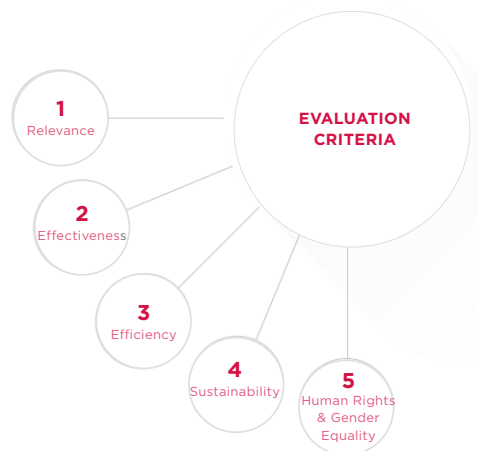 EVALUATION
CRITERIA
1
Relevance
2
Effectiveness
3
Efficiency
4
Sustainability
5
Human Rights
& Gender
Equality